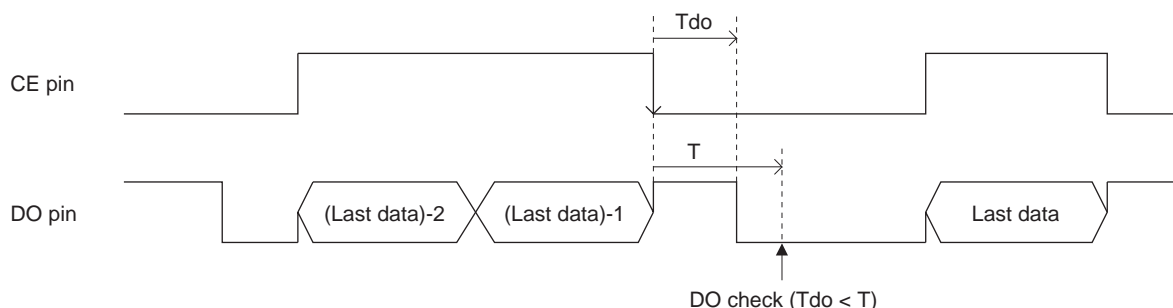 Tdo
CE pin
T
DO pin
(Last data)-2
(Last data)-1
Last data
DO check (Tdo < T)